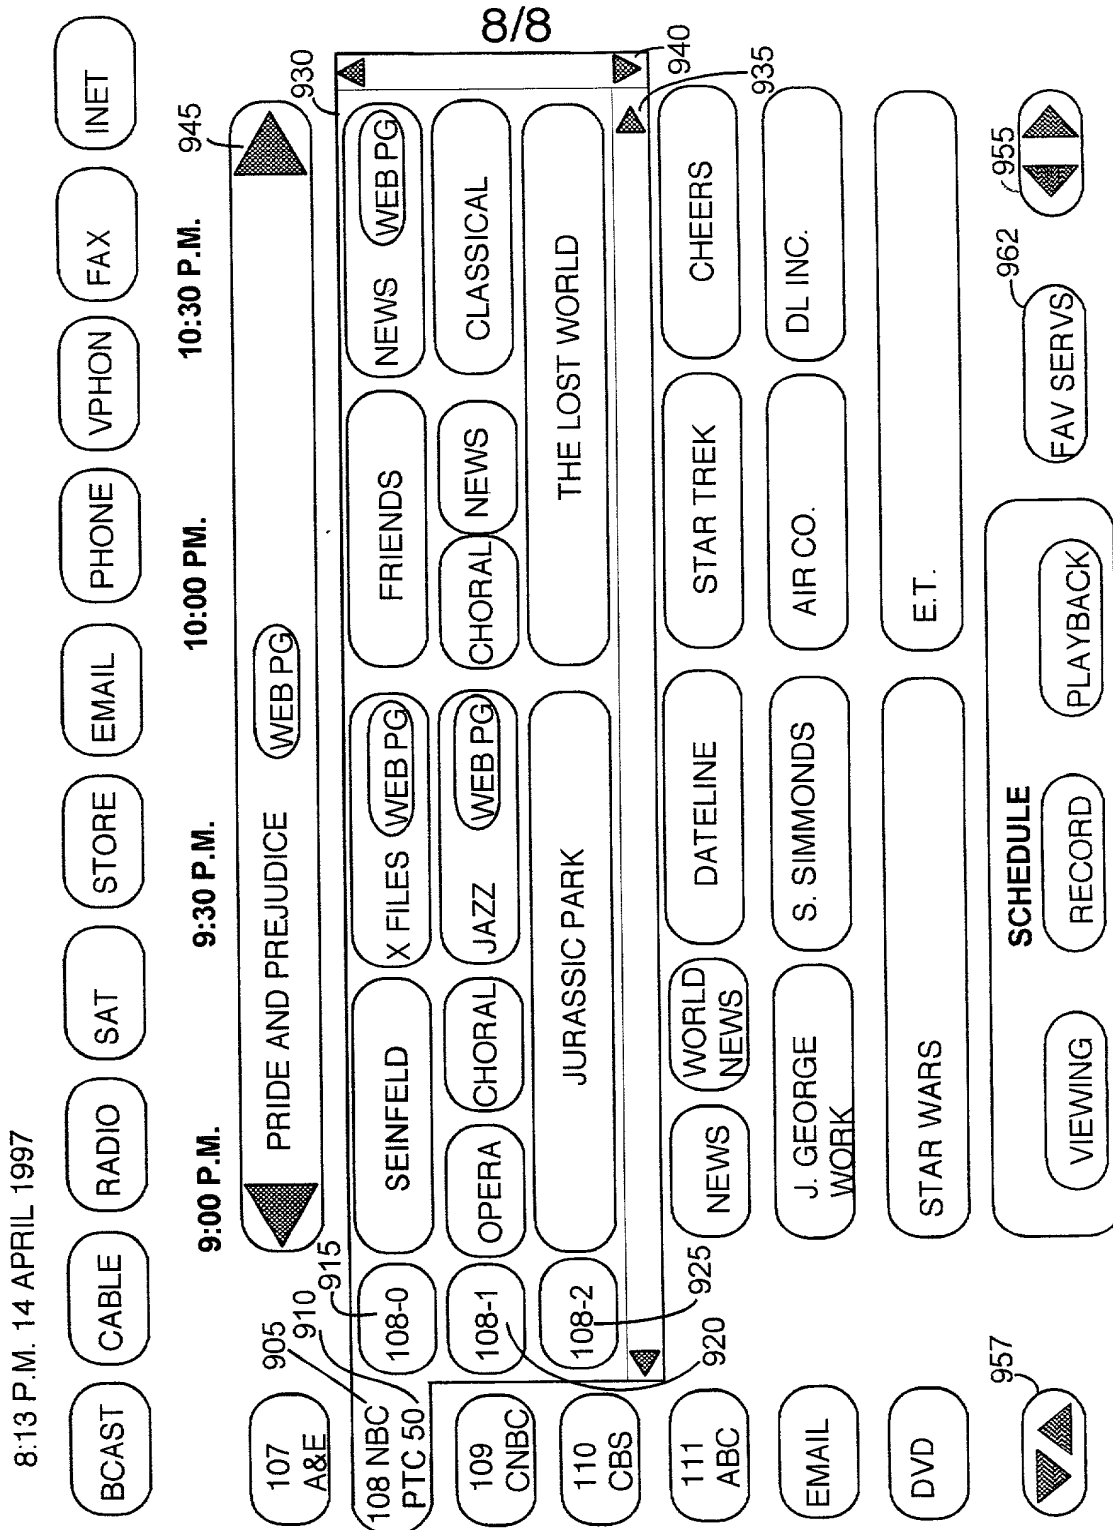 8/8
8:13 P.M. 14 APRIL 1997
BCAST CABLE RADIO SAT STORE EMAIL PHONE VPHON FAX INET
9:00 P.M. 9:30 P.M. 10:00 PM. 10:30 P.M.
945
107
A&E
PRIDE AND PREJUDICE WEB PG
905
910
915
930
108 NBC
PTC 50
108-0 SEINFELD X FILES WEB PG FRIENDS NEWS WEB PG
108-1 OPERA CHORAL JAZZ WEB PG CHORAL NEWS CLASSICAL
108-2 JURASSIC PARK THE LOST WORLD
109
CNBC
110
CBS
920
925
940
935
111
ABC
NEWS
WORLD
NEWS
DATELINE STAR TREK CHEERS
EMAIL
J. GEORGE
WORK
S. SIMMONDS AIR CO. DL INC.
DVD STAR WARS E.T.
957
SCHEDULE
VIEWING RECORD PLAYBACK
962
FAV SERVS
955